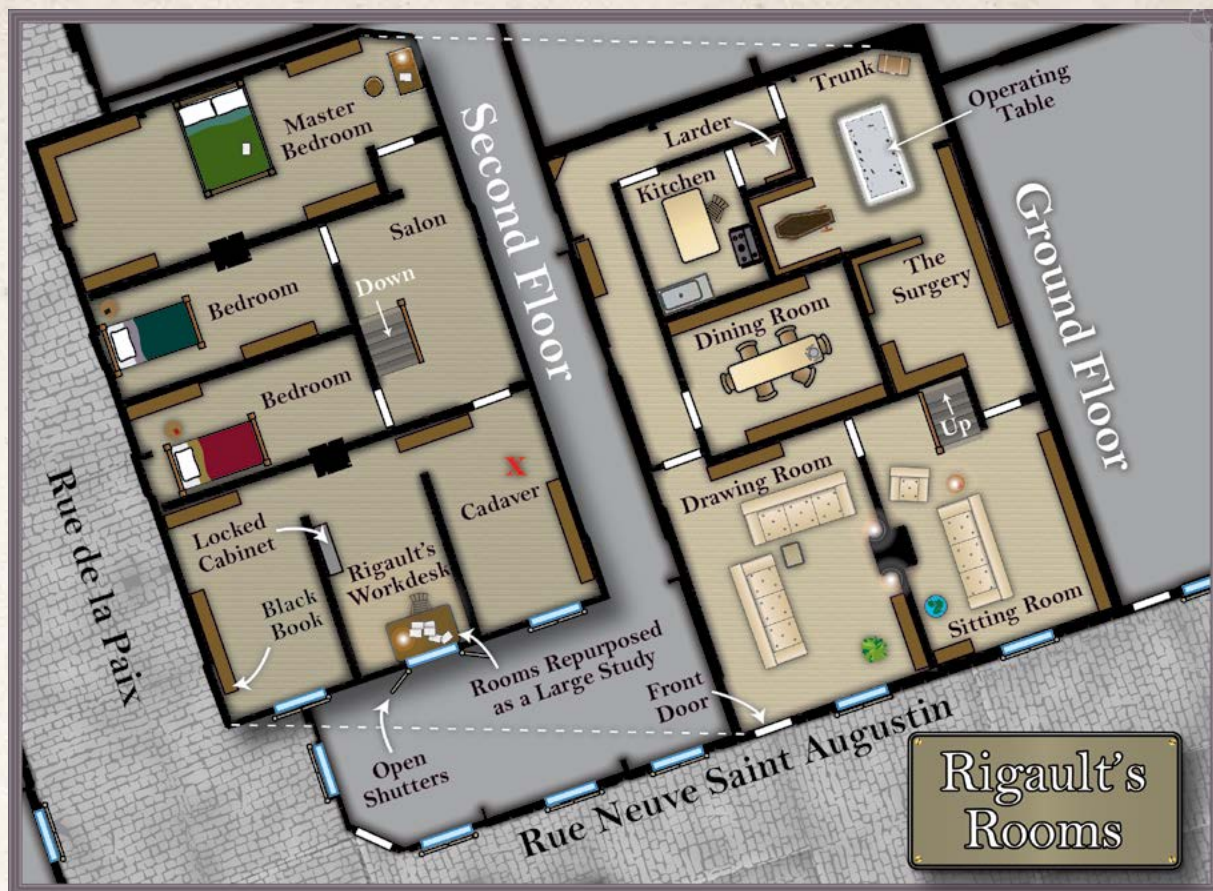 Second Floor
Master
Bedroom
Salon
Down
Bedroom
Bedroom
Locked
Cabinet
Black
Book
Rigault's
Workdesk
X
Cadaver
Rooms Repurposed
as a Large Study
Open
Shutters
Rue de la Paix
Ground Floor
Trunk
Operating
Table
Larder
Kitchen
The
Surgery
Dining Room
Up
Drawing Room
Sitting Room
Front
Door
Rue Neuve Saint Augustin
Rigault's
Rooms